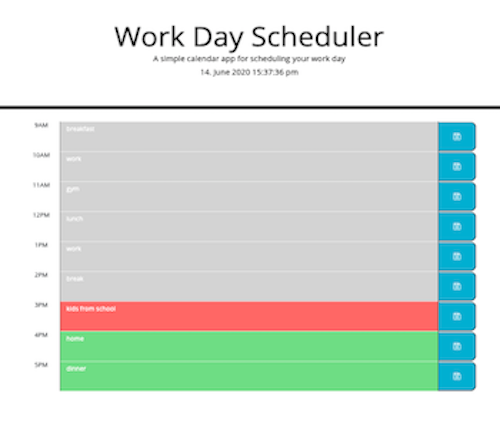 Work Day Scheduler
A simple calendar app for scheduling your work day
14. June 2020 15:37:36 pm
9AM
breakfast
10AM
work
11AM
gym
12PM
lunch
1PM
work
2PM
break
3PM
kids from school
4PM
home
5PM
dinner